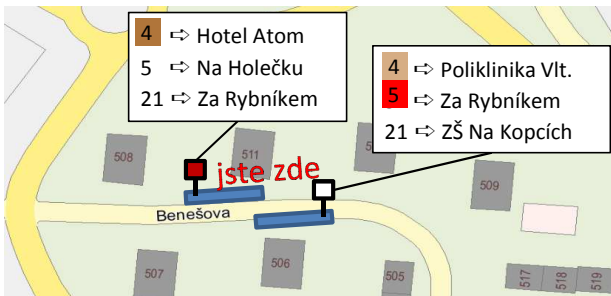 4 ⇨ Hotel Atom
5 ⇨ Na Holečku
21 ⇨ Za Rybníkem
4 ⇨ Poliklinika Vlt.
5 ⇨ Za Rybníkem
21 ⇨ ZŠ Na Kopcích
508
511
jste zde
509
Benešova
507
506
505
517
518
519